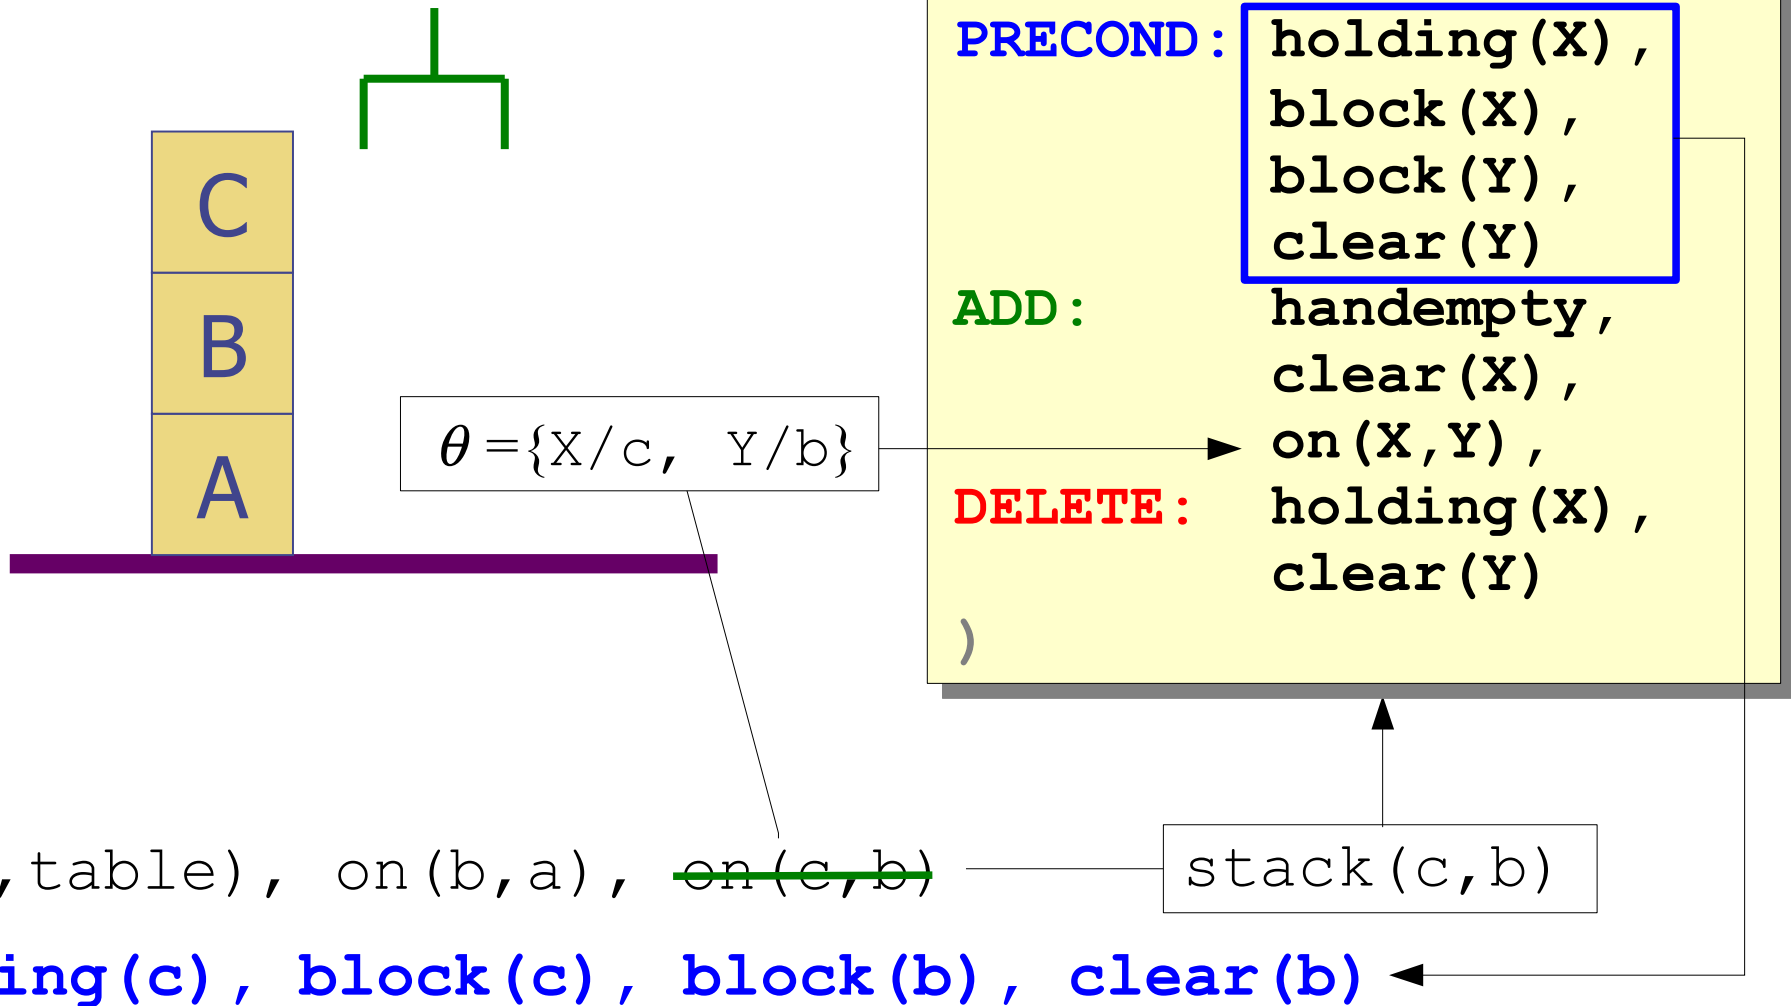 PRECOND: holding(X),
block(X),
block(Y),
clear(Y)
ADD: handempty,
clear(X),
on(X,Y),
DELETE: holding(X),
clear(Y)
)
C
B
A
θ={X/c, Y/b}
,table), on(b,a), on(c,b)
stack(c,b)
ing(c), block(c), block(b), clear(b)